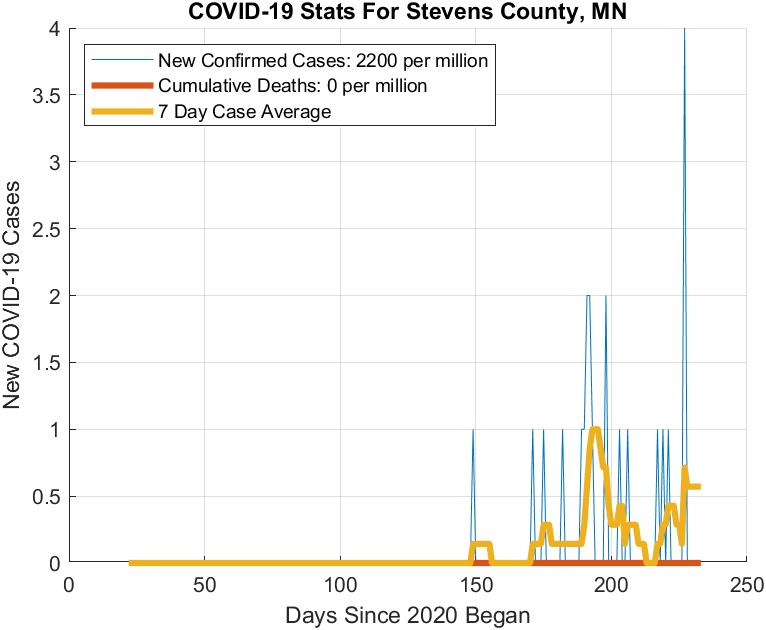 COVID-19 Stats For Stevens County, MN
New Confirmed Cases: 2200 per million
Cumulative Deaths: 0 per million
7 Day Case Average
New COVID-19 Cases
4
3.5
3
2.5
2
1.5
1
0.5
0
0 50 100 150 200 250
Days Since 2020 Began